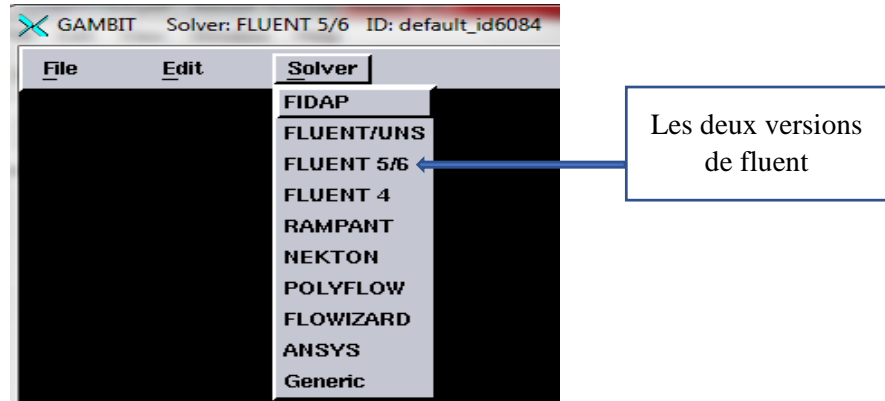 GAMBIT Solver: FLUENT 5/6 ID: default_id6084
File Edit Solver
FIDAP
FLUENT/UNS
FLUENT 5/6
FLUENT 4
RAMPANT
NEKTON
POLYFLOW
FLOWIZARD
ANSYS
Generic
Les deux versions
de fluent